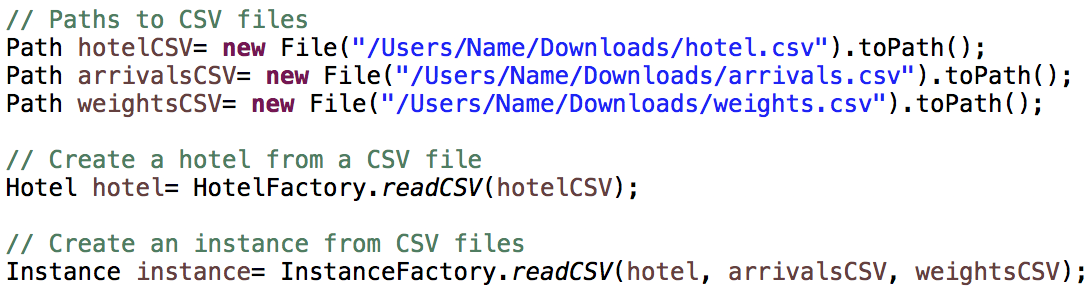 // Paths to CSV files
Path hotelCSV= new File("/Users/Name/Downloads/hotel.csv").toPath();
Path arrivalsCSV= new File("/Users/Name/Downloads/arrivals.csv").toPath();
Path weightsCSV= new File("/Users/Name/Downloads/weights.csv").toPath();
// Create a hotel from a CSV file
Hotel hotel= HotelFactory.readCSV(hotelCSV);
// Create an instance from CSV files
Instance instance= InstanceFactory.readCSV(hotel, arrivalsCSV, weightsCSV);